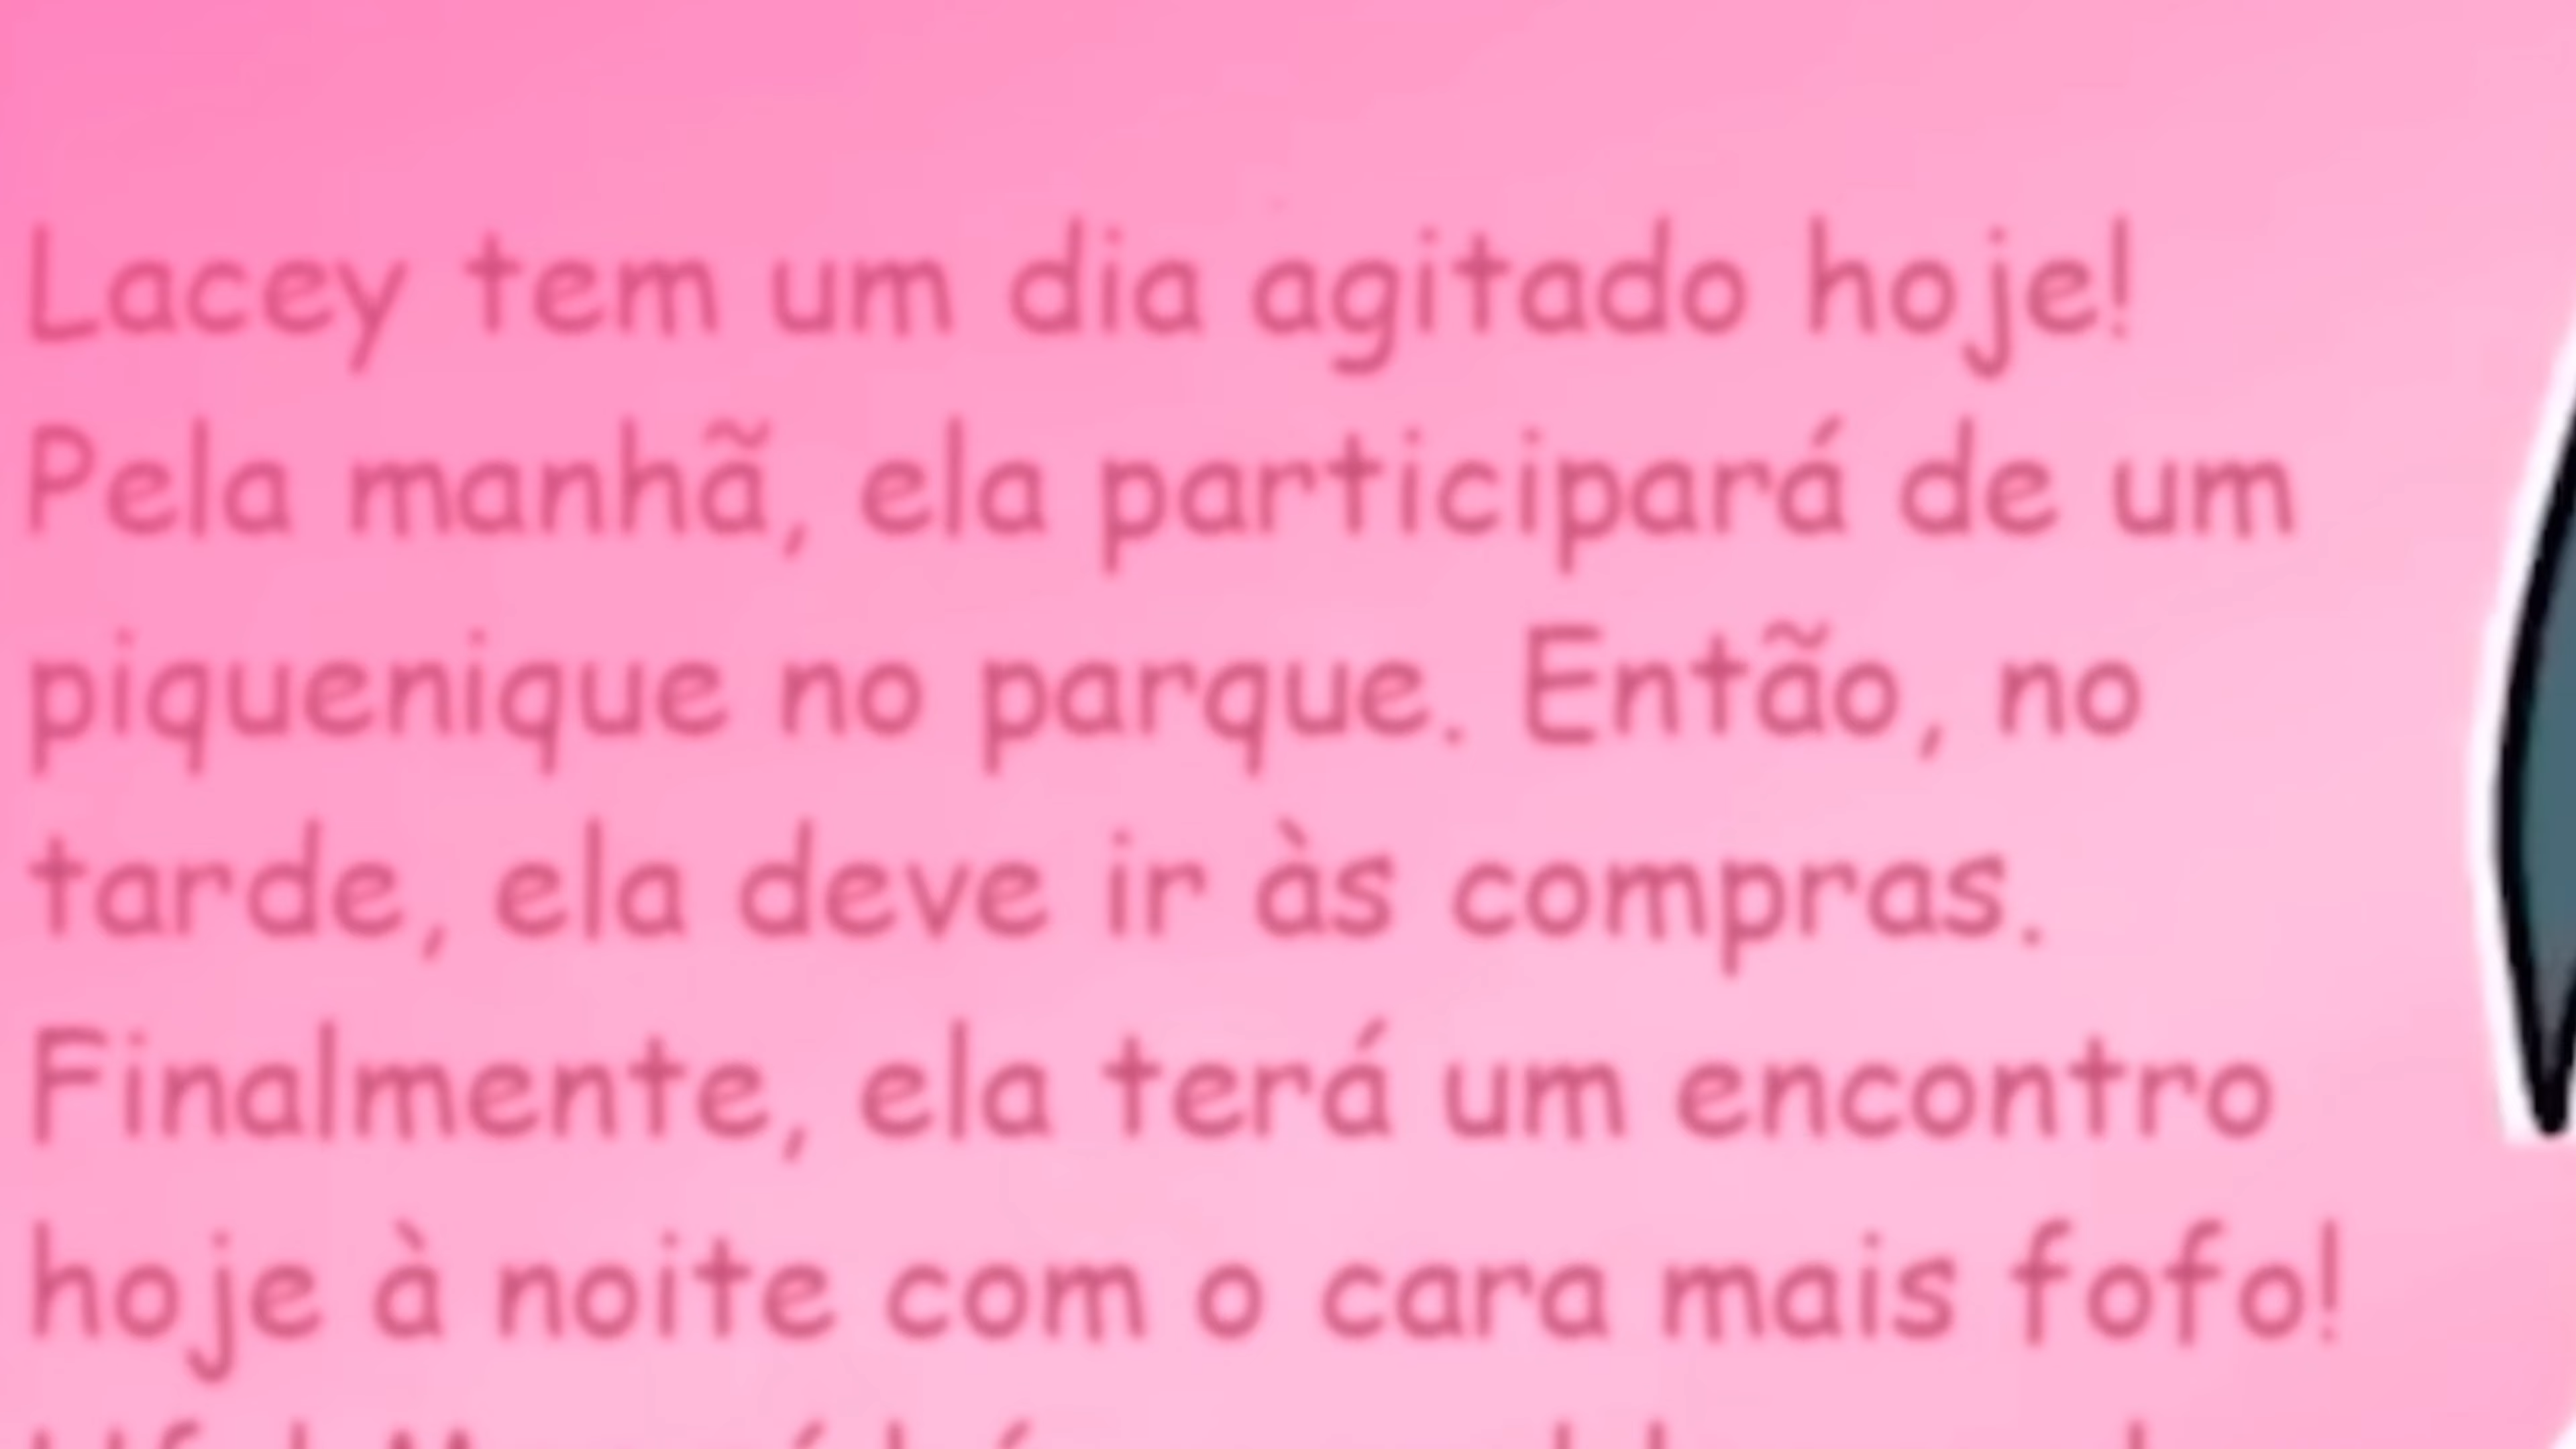 Lacey tem um dia agitado hoje!
Pela manhã, ela participará de um
piquenique no parque. Então, no
tarde, ela deve ir às compras.
Finalmente, ela terá um encontro
hoje à noite com o cara mais fofo!